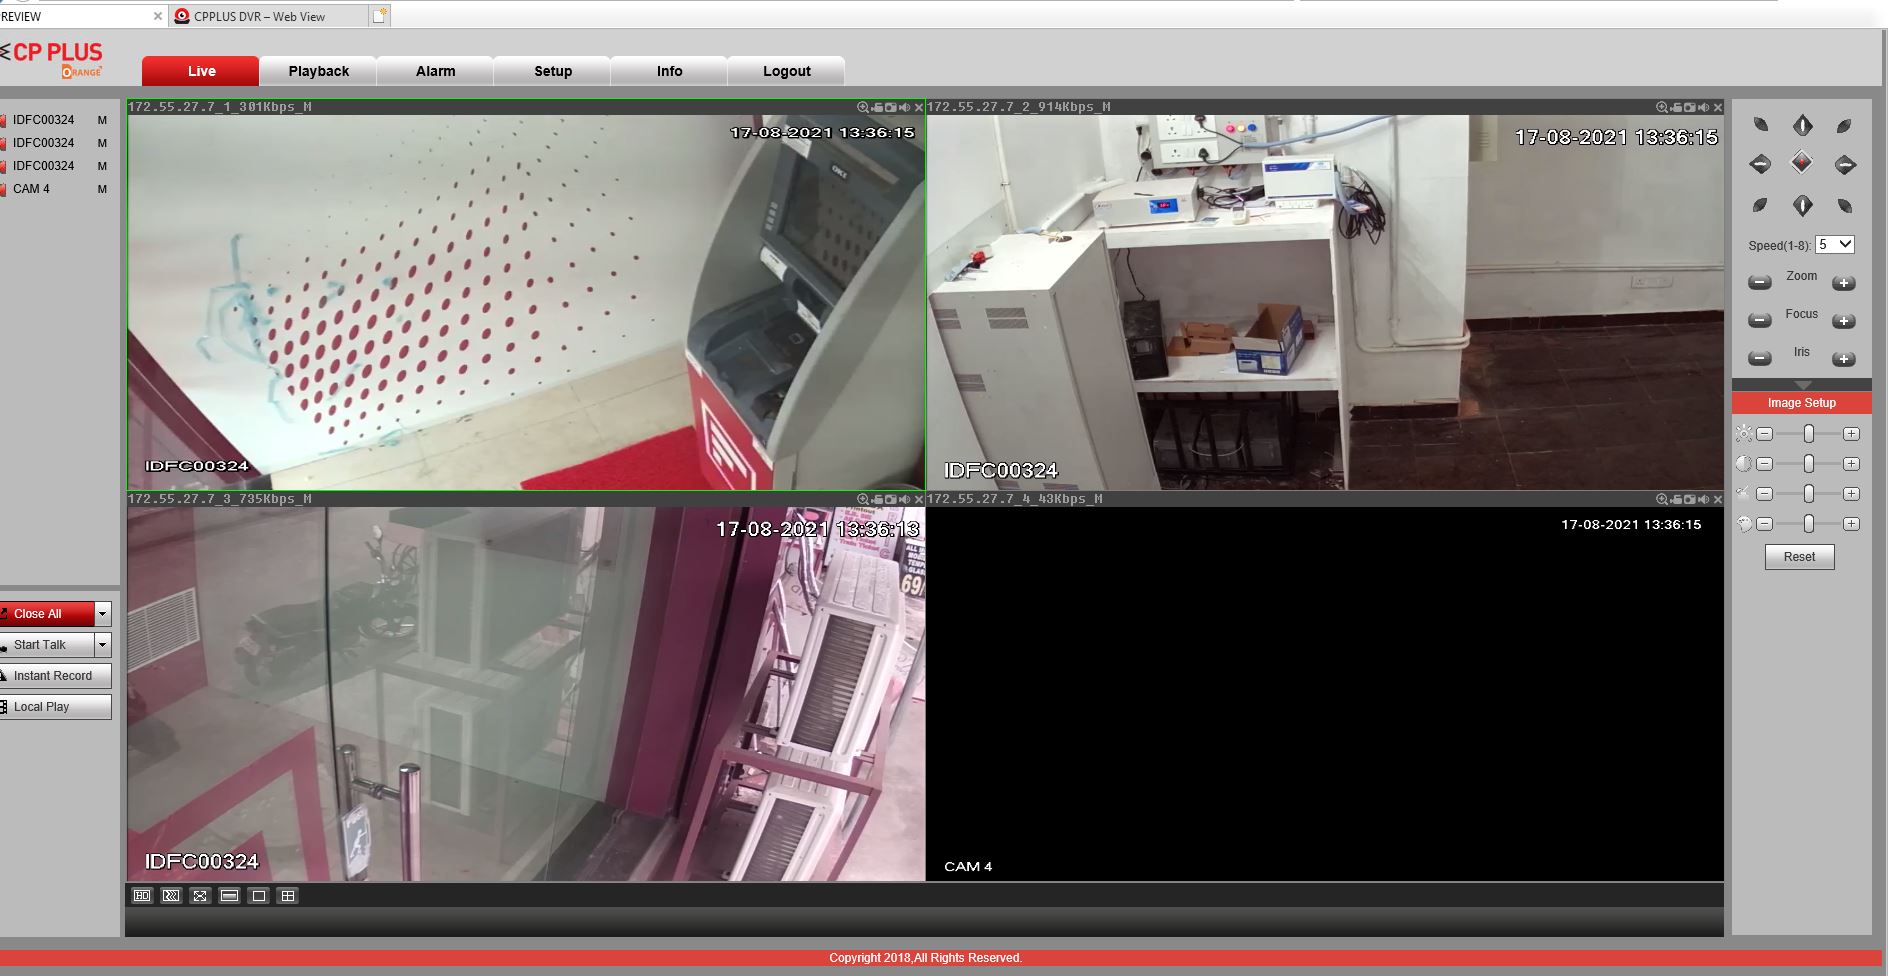 REVIEW
CPPLUS DVR – Web View
CP PLUS
ORANGE
Live
Playback
Alarm
Setup
Info
Logout
IDFC00324 M
IDFC00324 M
IDFC00324 M
CAM 4 M
Close All
Start Talk
Instant Record
Local Play
172.55.27.7_1_301Kbps_M
17-08-2021 13:36:15
OKI
IDFC00324
172.55.27.7_2_914Kbps_M
17-08-2021 13:36:15
IDFC00324
172.55.27.7_3_735Kbps_M
17-08-2021 13:36:13
69/
IDFC00324
172.55.27.7_4_43Kbps_M
17-08-2021 13:36:15
CAM 4
HD
Speed(1-8): 5
Zoom
Focus
Iris
Image Setup
Reset
Copyright 2018,All Rights Reserved.